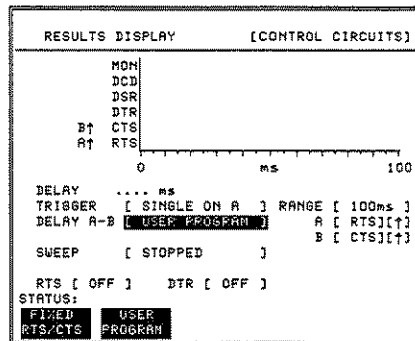 RESULTS DISPLAY [CONTROL CIRCUITS]
MON
DCD
DSR
DTR
B↑ CTS
A↑ RTS
0 ms 100
DELAY .... ms
TRIGGER [ SINGLE ON A ] RANGE [ 100ms ]
DELAY A-B [ USER PROGRAM ] A [ RTS][↑]
B [ CTS][↑]
SWEEP [ STOPPED ]
RTS [ OFF ] DTR [ OFF ]
STATUS:
FIXED USER
RTS/CTS PROGRAM